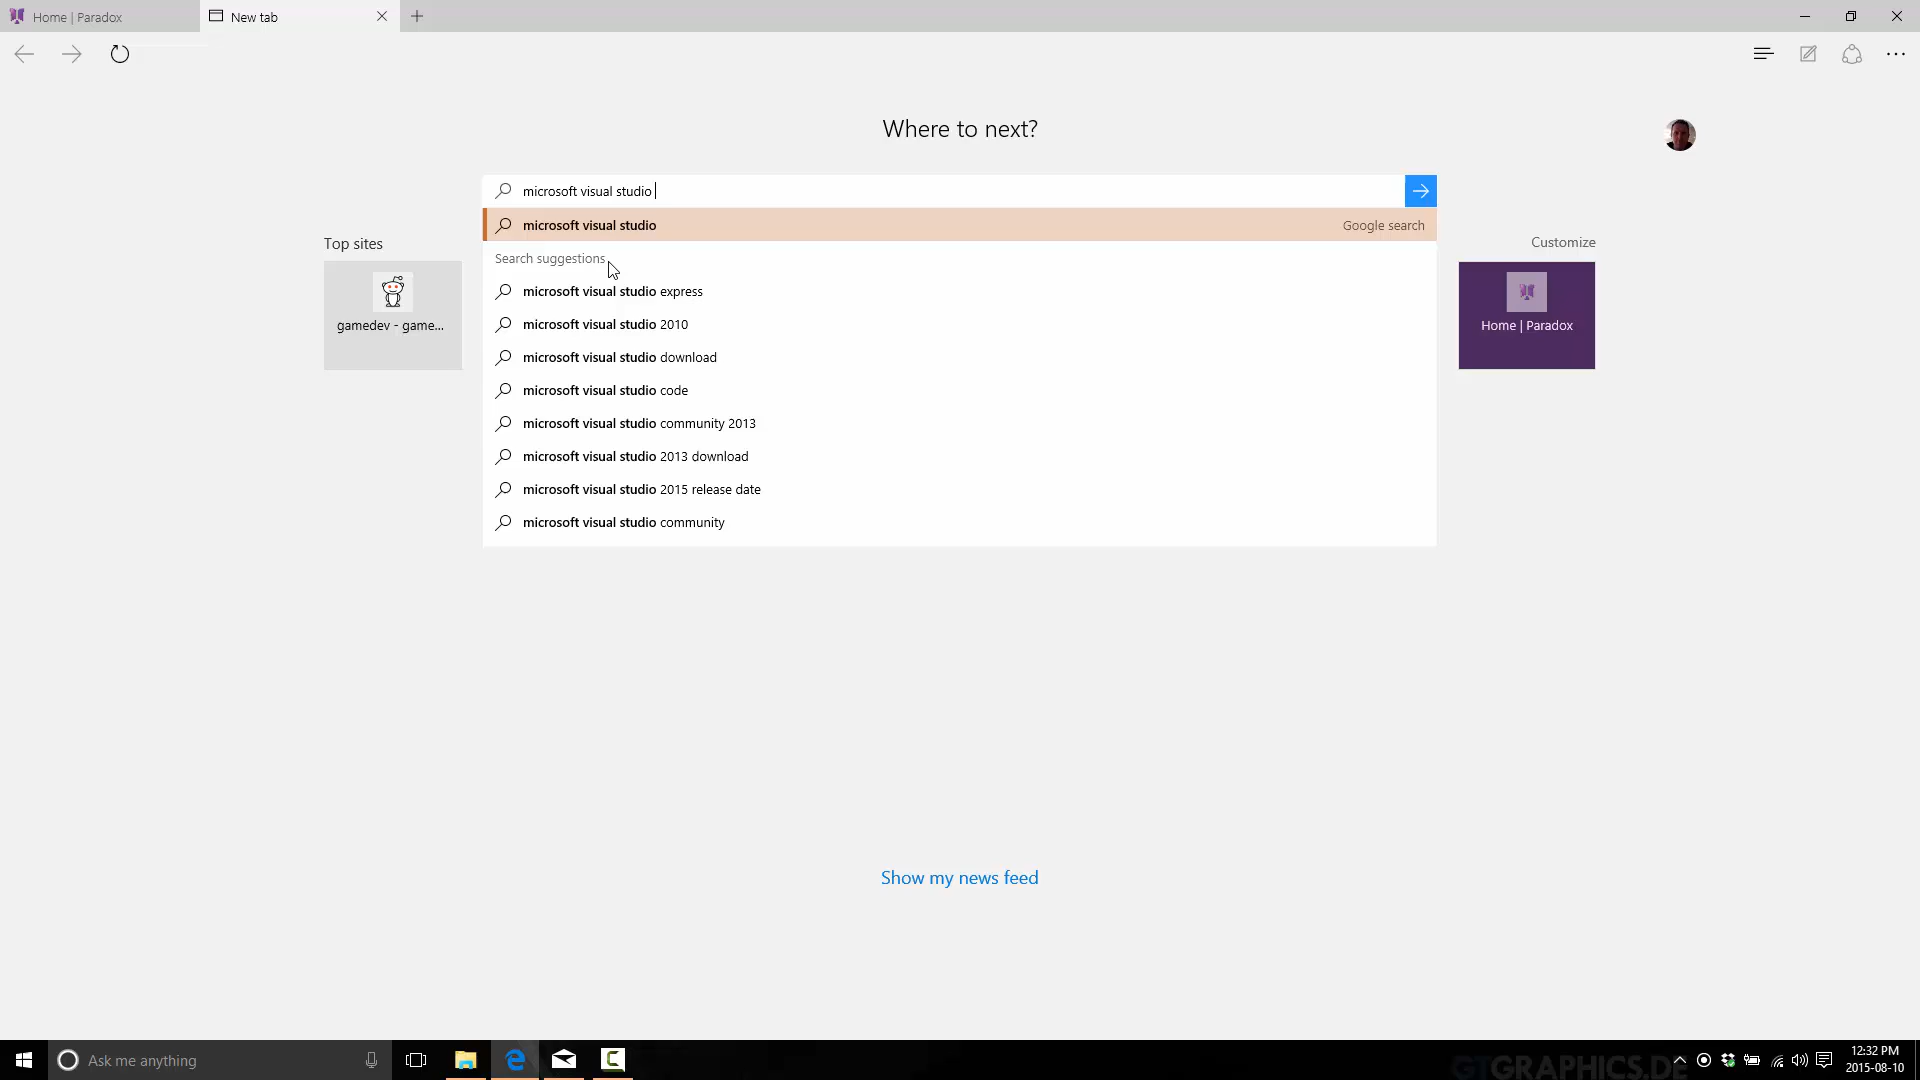 Home | Paradox
New tab
Where to next?
microsoft visual studio
microsoft visual studio Google search
Search suggestions
microsoft visual studio express
microsoft visual studio 2010
microsoft visual studio download
microsoft visual studio code
microsoft visual studio community 2013
microsoft visual studio 2013 download
microsoft visual studio 2015 release date
microsoft visual studio community
Top sites
gamedev - game...
Customize
Home | Paradox
Show my news feed
Ask me anything
GTGRAPHICS.DE
12:32 PM
2015-08-10